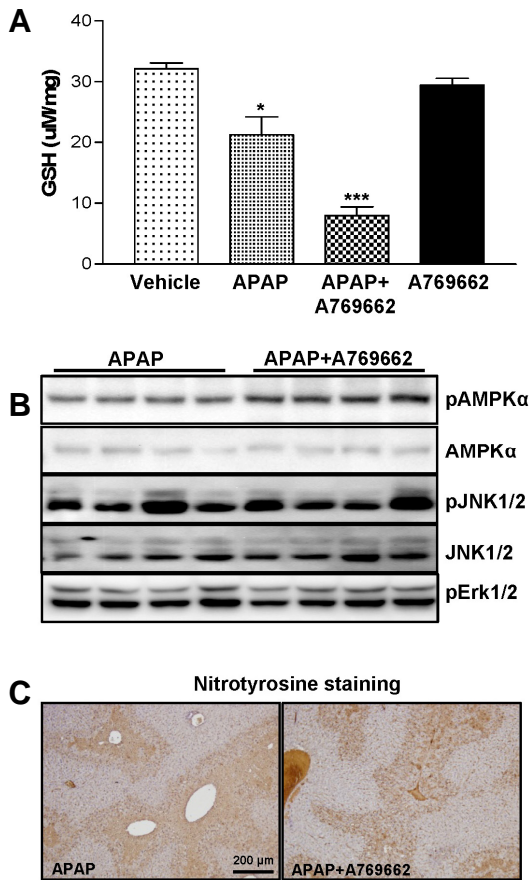 A
GSH (uM/mg)
40
30
20
10
0
*
***
Vehicle
APAP
APAP+
A769662
A769662
B
APAP
APAP+A769662
pAMPKα
AMPKα
pJNK1/2
JNK1/2
pErk1/2
C
Nitrotyrosine staining
APAP
200 µm
APAP+A769662